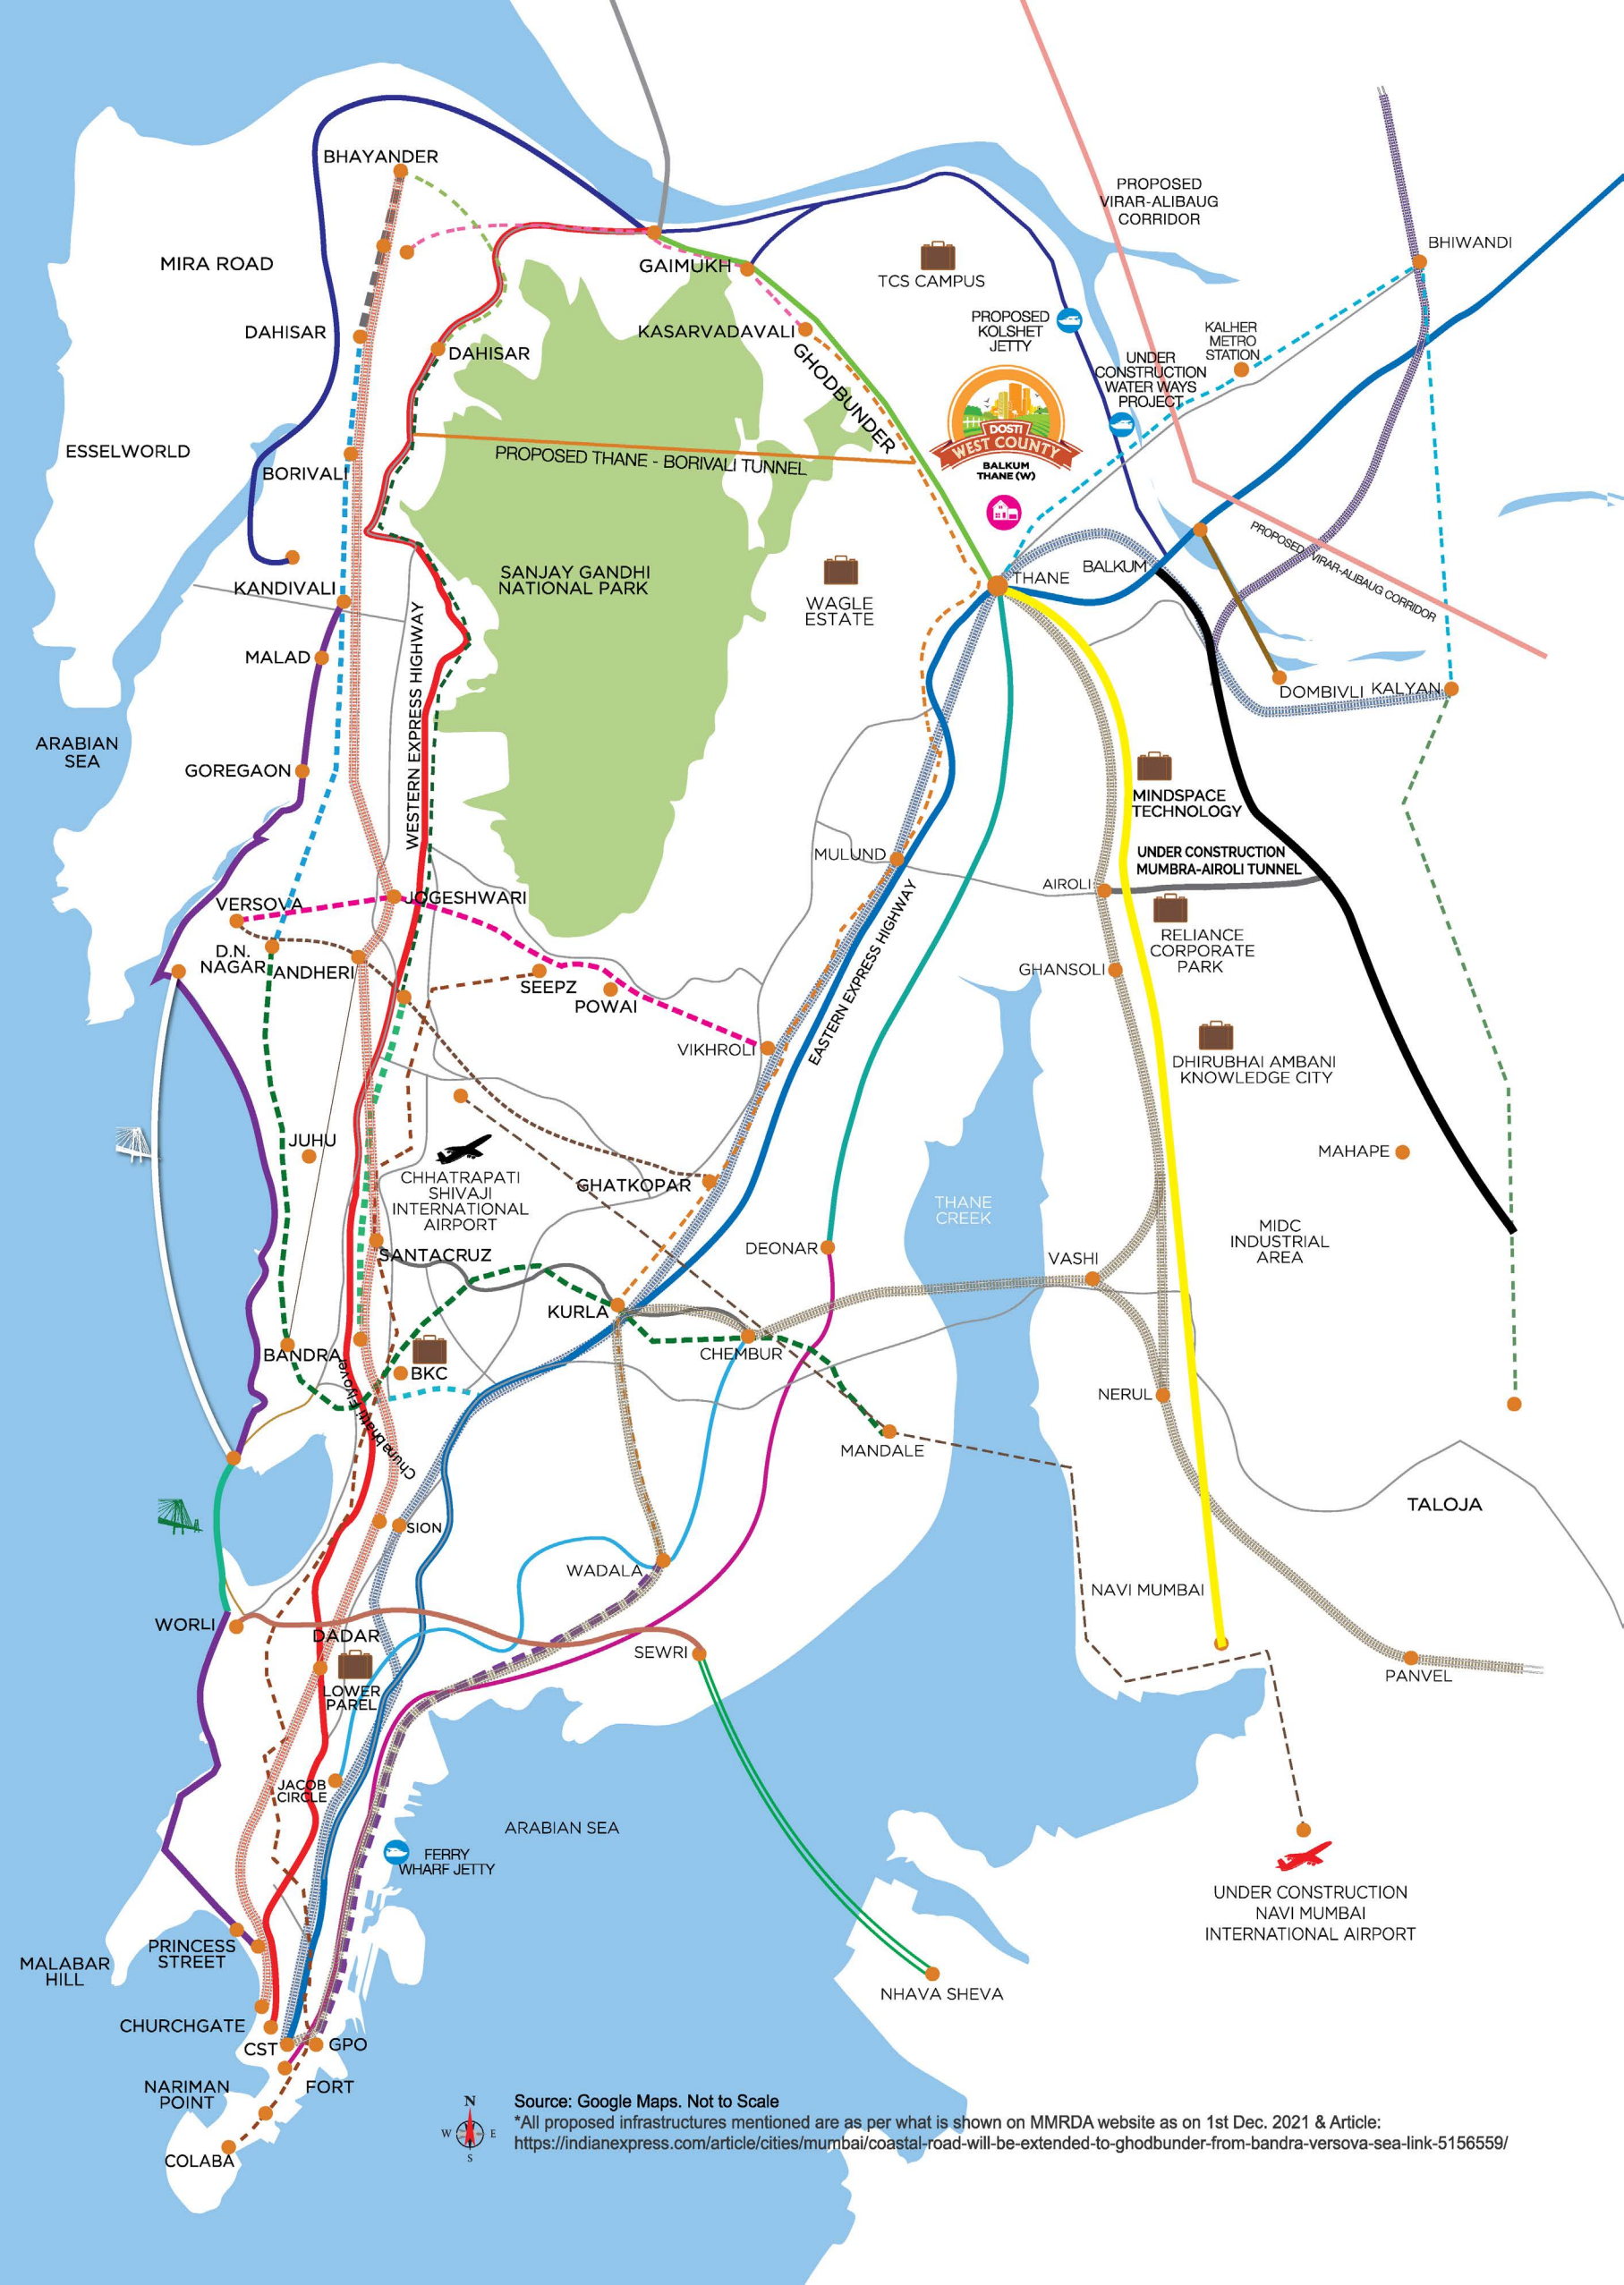 BHAYANDER
PROPOSED
VIRAR-ALIBAUG
CORRIDOR
BHIWANDI
MIRA ROAD
GAIMUKH
TCS CAMPUS
DAHISAR
DAHISAR
KASARVADAVALI
GHODBUNDER
PROPOSED
KOLSHET
JETTY
KALHER
METRO
STATION
UNDER
CONSTRUCTION
WATER WAYS
PROJECT
DOSTI
WEST COUNTY
BALKUM
THANE (W)
ESSELWORLD
BORIVALI
PROPOSED THANE - BORIVALI TUNNEL
PROPOSED VIRAR-ALIBAUG CORRIDOR
SANJAY GANDHI
NATIONAL PARK
KANDIVALI
WAGLE
ESTATE
THANE
BALKUM
WESTERN EXPRESS HIGHWAY
MALAD
DOMBIVLI
KALYAN
ARABIAN
SEA
GOREGAON
MINDSPACE
TECHNOLOGY
MULUND
UNDER CONSTRUCTION
MUMBRA-AIROLI TUNNEL
AIROLI
EASTERN EXPRESS HIGHWAY
VERSOVA
JOGESHWARI
RELIANCE
CORPORATE
PARK
D.N.
NAGAR
ANDHERI
SEEPZ
POWAI
GHANSOLI
VIKHROLI
DHIRUBHAI AMBANI
KNOWLEDGE CITY
JUHU
MAHAPE
CHHATRAPATI
SHIVAJI
INTERNATIONAL
AIRPORT
GHATKOPAR
THANE
CREEK
MIDC
INDUSTRIAL
AREA
SANTACRUZ
DEONAR
VASHI
KURLA
BANDRA
BKC
CHEMBUR
Chunabhatti Flyover
NERUL
MANDALE
TALOJA
SION
WADALA
NAVI MUMBAI
WORLI
DADAR
SEWRI
PANVEL
LOWER
PAREL
JACOB
CIRCLE
ARABIAN SEA
FERRY
WHARF JETTY
UNDER CONSTRUCTION
NAVI MUMBAI
INTERNATIONAL AIRPORT
PRINCESS
STREET
MALABAR
HILL
NHAVA SHEVA
CHURCHGATE
CST
GPO
NARIMAN
POINT
FORT
COLABA
N
W
E
S
Source: Google Maps. Not to Scale
*All proposed infrastructures mentioned are as per what is shown on MMRDA website as on 1st Dec. 2021 & Article:
https://indianexpress.com/article/cities/mumbai/coastal-road-will-be-extended-to-ghodbunder-from-bandra-versova-sea-link-5156559/